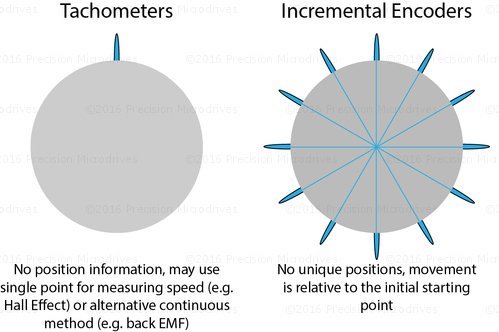 Tachometers
Incremental Encoders
©2016 Precision Microdrives
No position information, may use
single point for measuring speed (e.g.
Hall Effect) or alternative continuous
method (e.g. back EMF)
No unique positions, movement
is relative to the initial starting
point